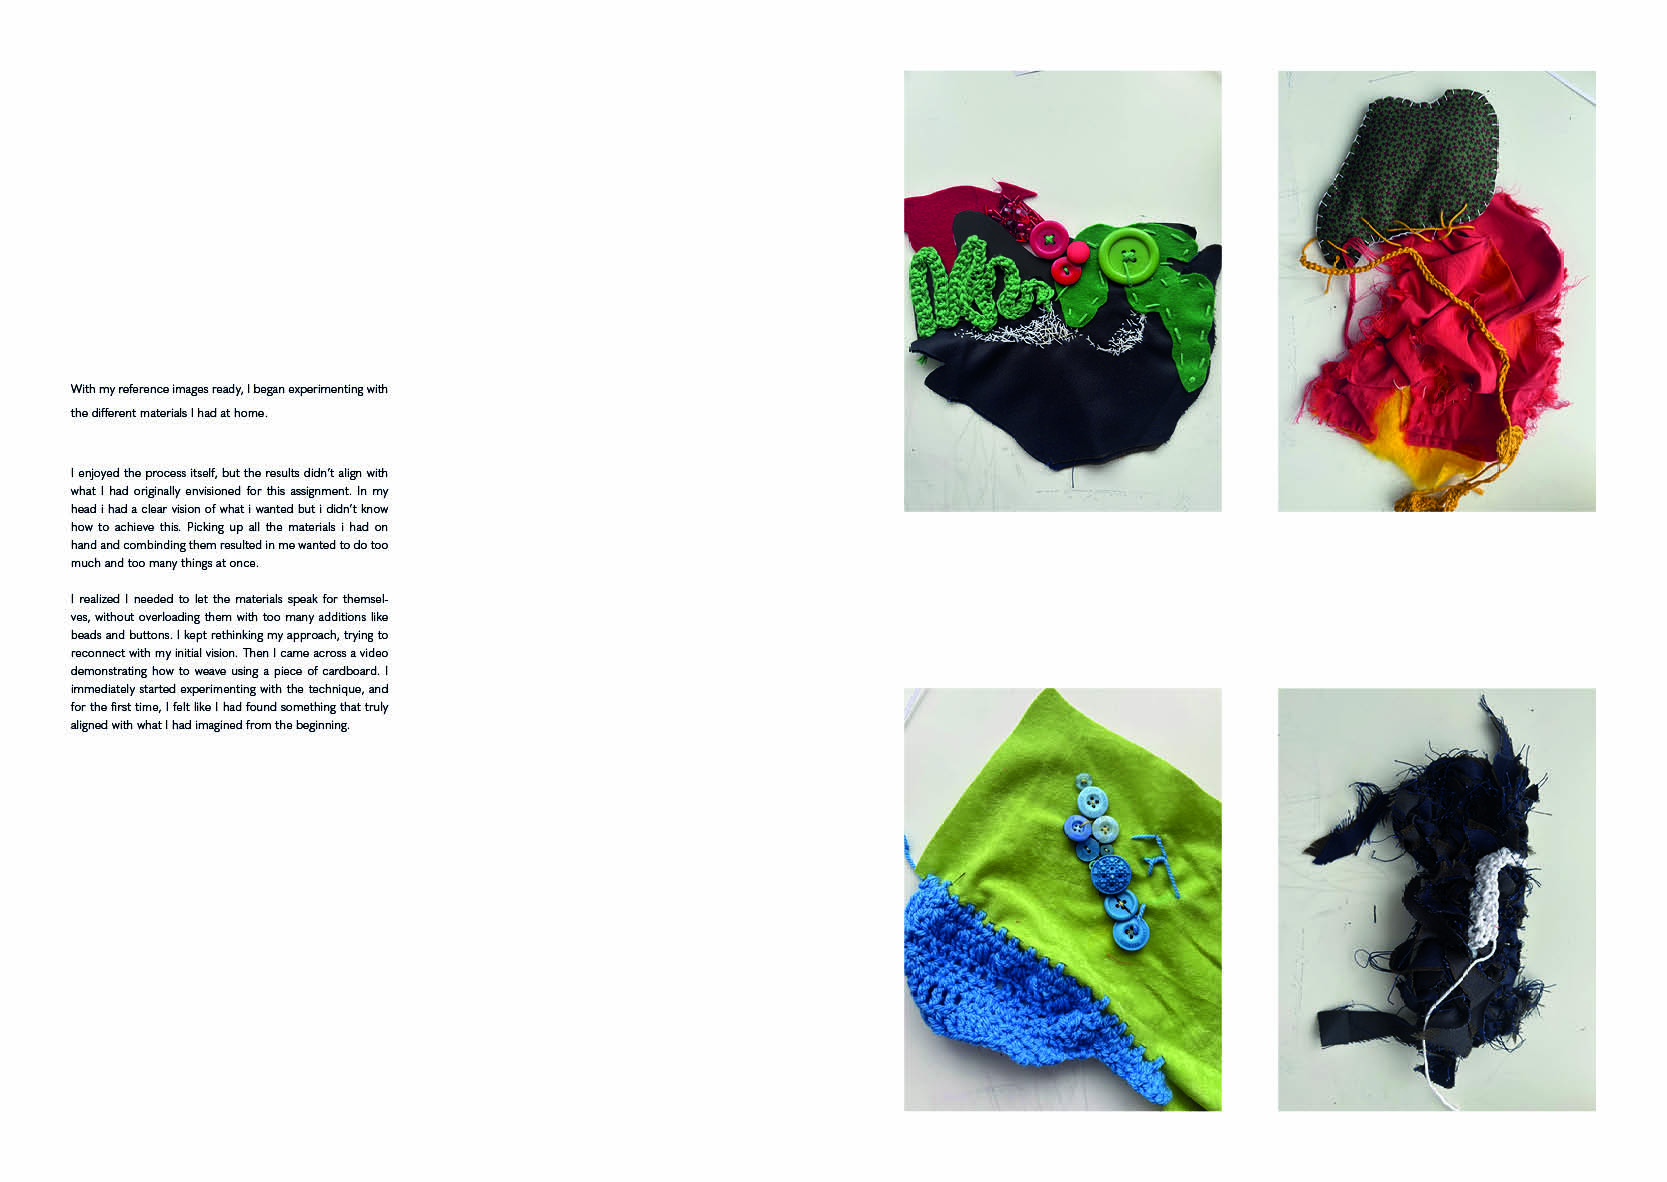 With my reference images ready, I began experimenting with
the different materials I had at home.
I enjoyed the process itself, but the results didn't align with
what I had originally envisioned for this assignment. In my
head i had a clear vision of what i wanted but i didn't know
how to achieve this. Picking up all the materials i had on
hand and combinding them resulted in me wanted to do too
much and too many things at once.
I realized I needed to let the materials speak for themsel-
ves, without overloading them with too many additions like
beads and buttons. I kept rethinking my approach, trying to
reconnect with my initial vision. Then I came across a video
demonstrating how to weave using a piece of cardboard. I
immediately started experimenting with the technique, and
for the first time, I felt like I had found something that truly
aligned with what I had imagined from the beginning.